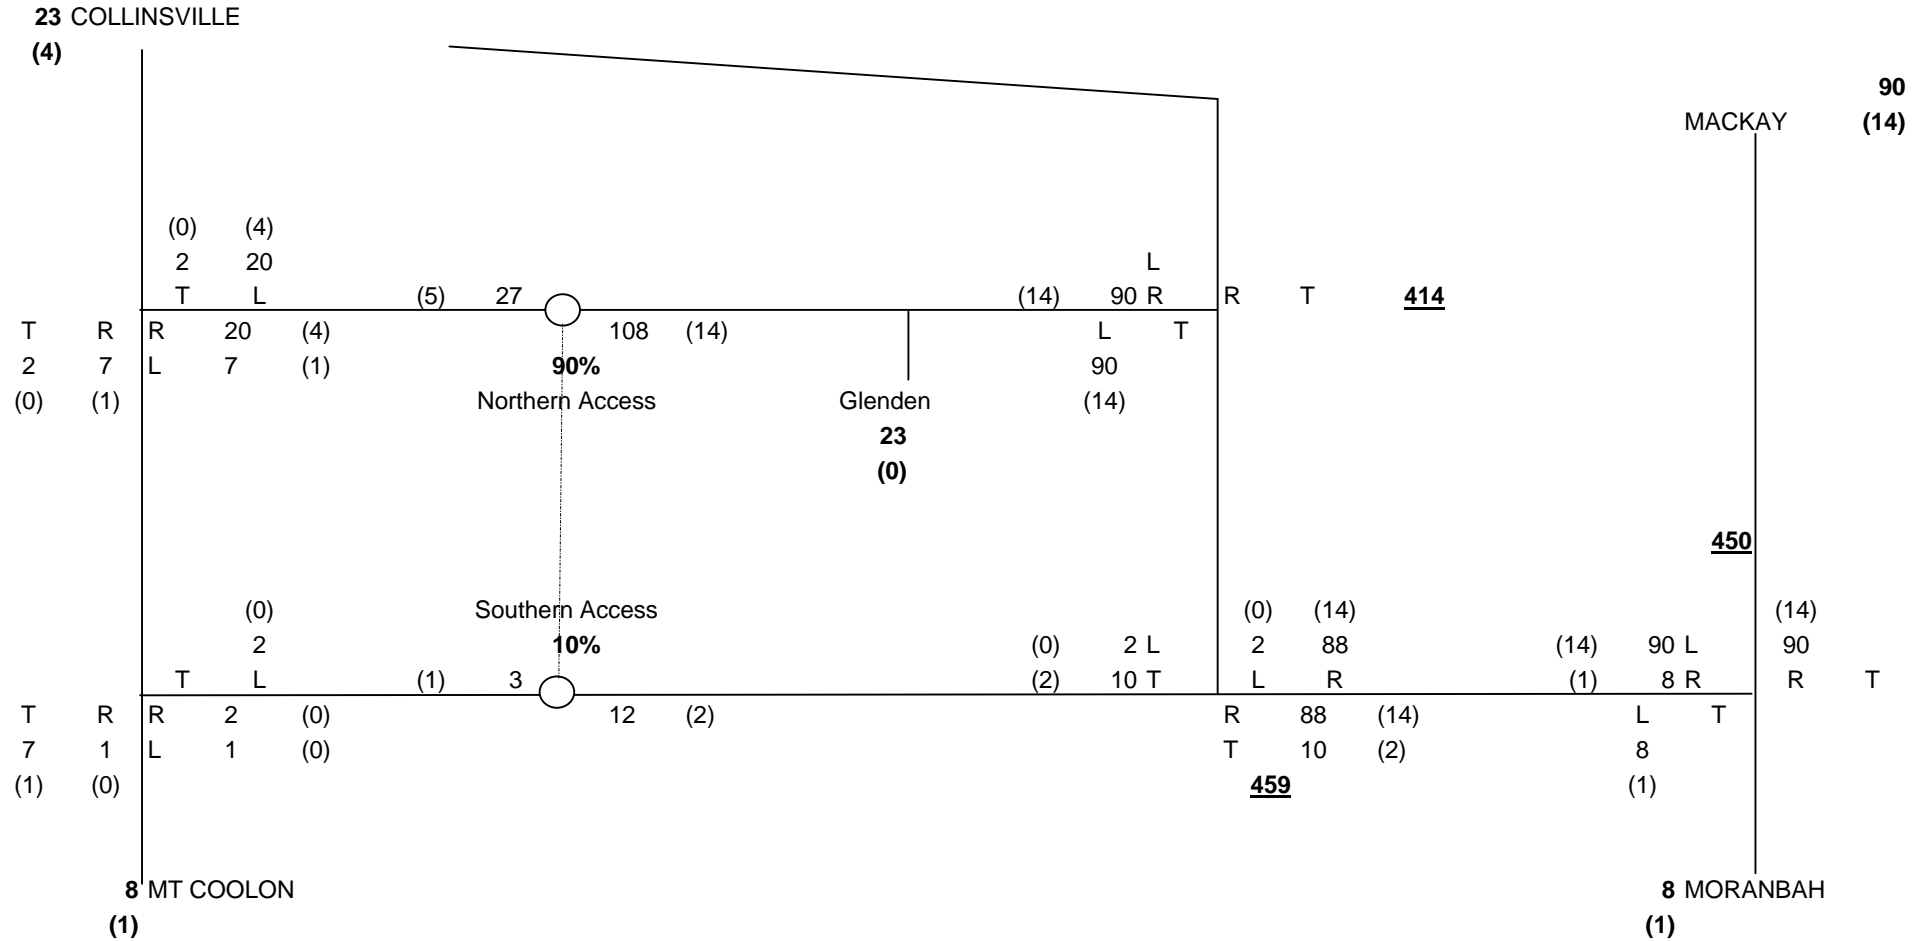 23 COLLINSVILLE
(4)
90
MACKAY (14)
(0) (4)
2 20 L
T L (5) 27 (14) 90 R R T 414
T R R 20 (4) 108 (14) L T
2 7 L 7 (1) 90% 90
(0) (1) Northern Access Glenden (14)
23
(0)
450
(0) Southern Access (0) (14) (14)
2 10% (0) 2 L 2 88 (14) 90 L 90
T L (1) 3 (2) 10 T L R (1) 8 R R T
T R R 2 (0) 12 (2) R 88 (14) L T
7 1 L 1 (0) T 10 (2) 8
(1) (0) 459 (1)
8 MT COOLON 8 MORANBAH
(1) (1)